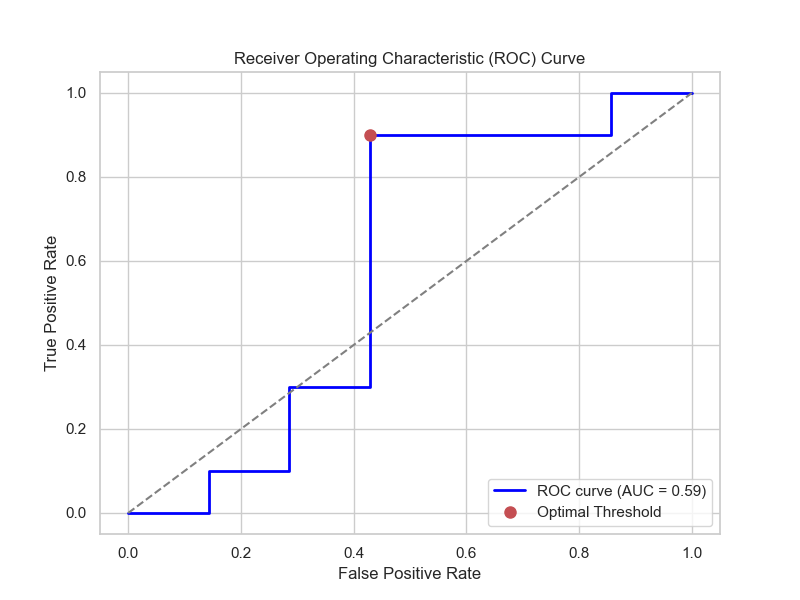 Receiver Operating Characteristic (ROC) Curve
1.0
0.8
0.6
0.4
0.2
0.0
True Positive Rate
0.0 0.2 0.4 0.6 0.8 1.0
False Positive Rate
ROC curve (AUC = 0.59)
Optimal Threshold